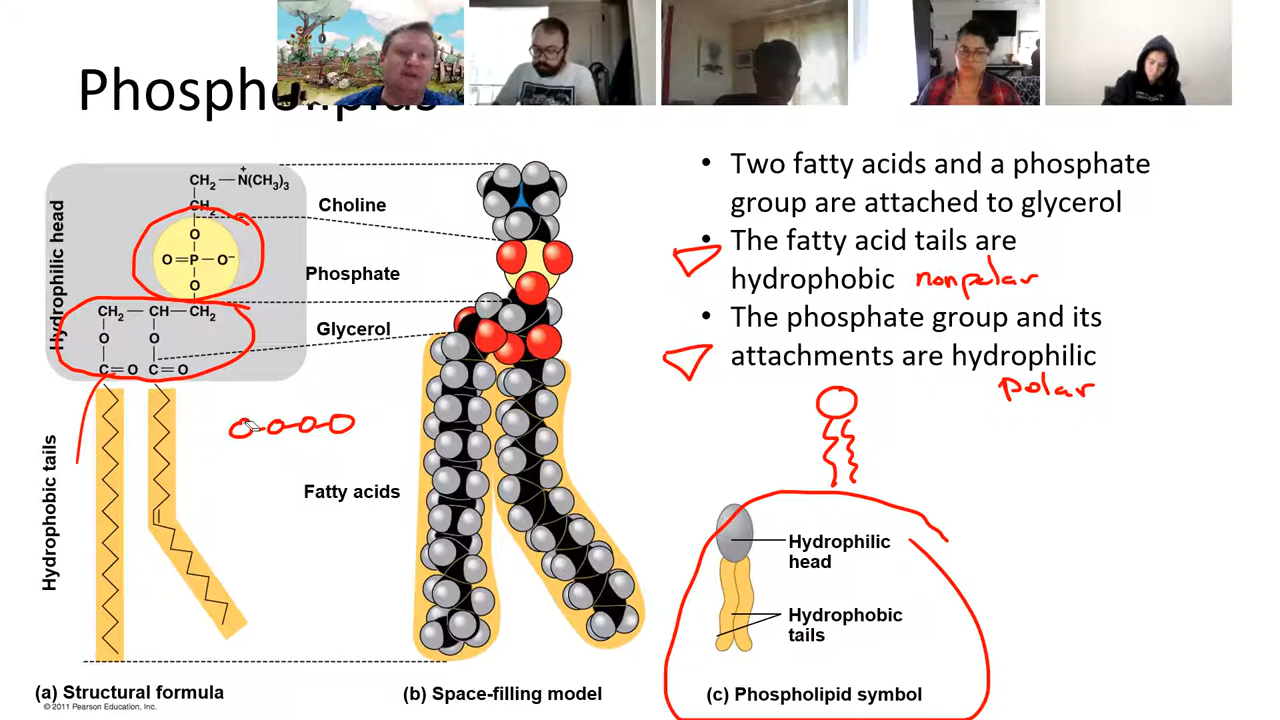 Phospholipids
Two fatty acids and a phosphate
group are attached to glycerol
The fatty acid tails are
hydrophobic nonpolar
The phosphate group and its
attachments are hydrophilic
polar
Hydrophilic head
CH₂ — N(CH₃)₃
+
CH₂
O
O=P—O⁻
O
CH₂ — CH — CH₂
O O
C=O C=O
Hydrophobic tails
Choline
Phosphate
Glycerol
Fatty acids
Hydrophilic
head
Hydrophobic
tails
(a) Structural formula
(b) Space-filling model
(c) Phospholipid symbol
© 2011 Pearson Education, Inc.